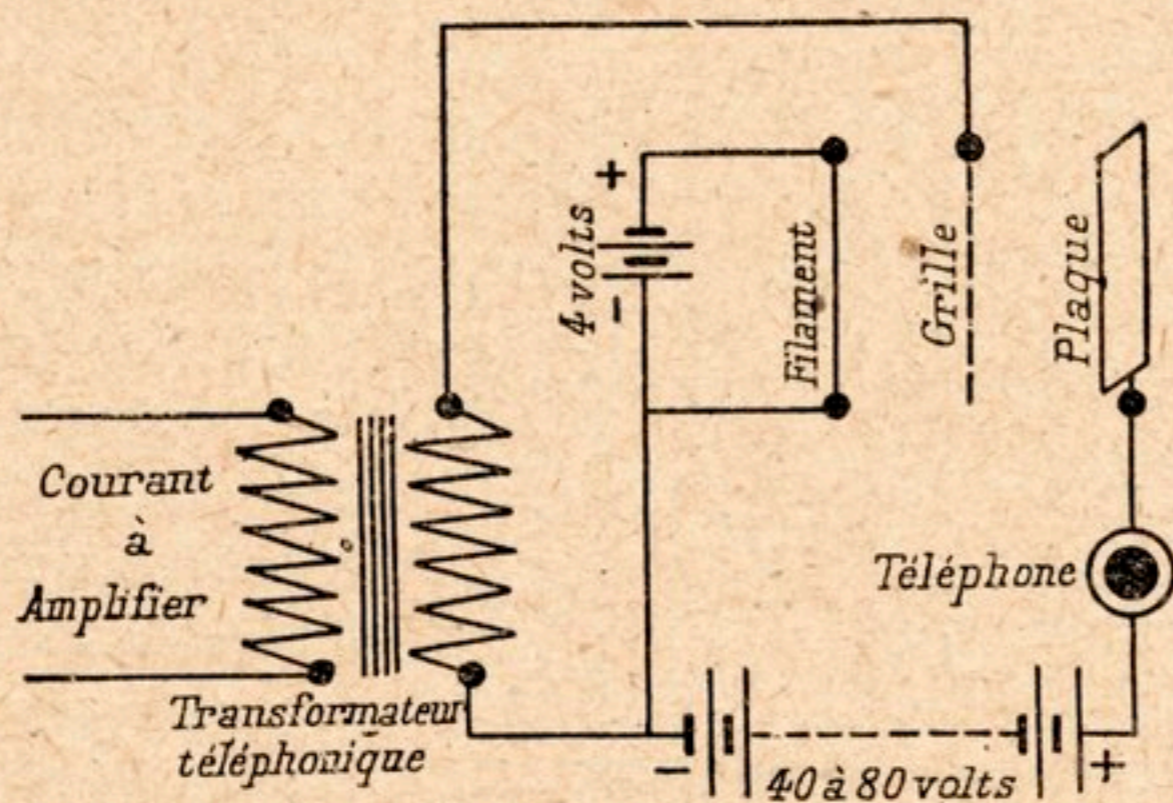 +
4 volts
-
Filament
Grille
Plaque
Courant
à
Amplifier
Téléphone
Transformateur
téléphonique
-
40 à 80 volts
+